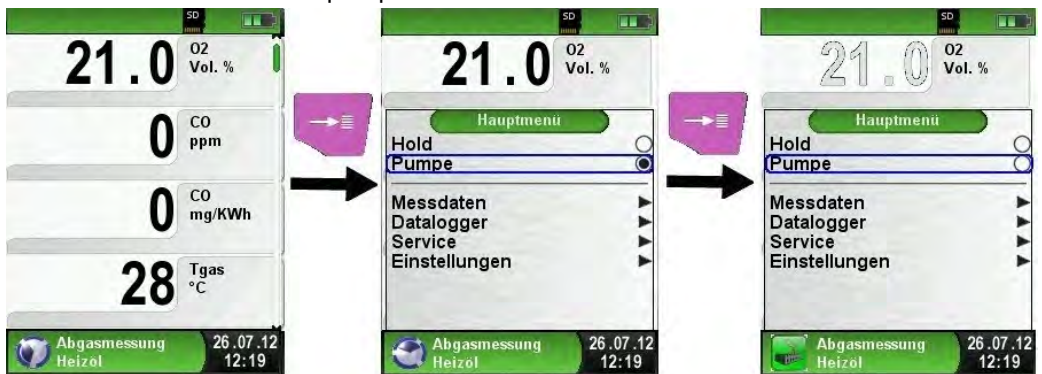 SD
21.0
O2
Vol. %
0
CO
ppm
0
CO
mg/KWh
28
Tgas
°C
Abgasmessung
Heizöl
26.07.12
12:19
SD
21.0
O2
Vol. %
Hauptmenü
Hold
Pumpe
Messdaten
Datalogger
Service
Einstellungen
Abgasmessung
Heizöl
26.07.12
12:19
SD
21.0
O2
Vol. %
Hauptmenü
Hold
Pumpe
Messdaten
Datalogger
Service
Einstellungen
Abgasmessung
Heizöl
26.07.12
12:19